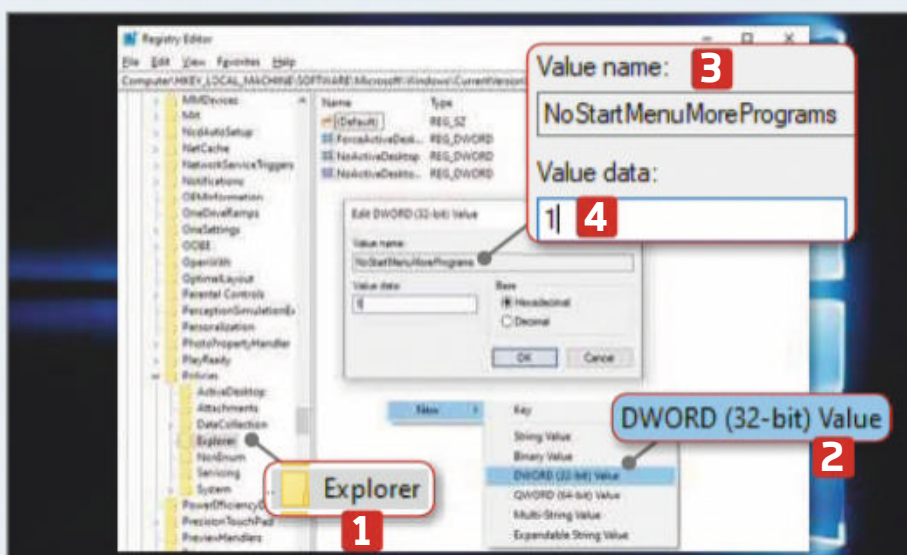 Registry Editor
File Edit View Favorites Help
Computer\HKEY_LOCAL_MACHINE\SOFTWARE\Microsoft\Windows\CurrentVersion
MMDevices
Mrt
NcdAutoSetup
NetCache
NetworkServiceTriggers
Notifications
OEMInformation
OneDriveRamps
OneSettings
OOBE
OpenWith
OptimalLayout
Parental Controls
PerceptionSimulationEx
Personalization
PhotoPropertyHandler
PlayReady
Policies
ActiveDesktop
Attachments
DataCollection
Explorer
NonEnum
Servicing
System
PowerEfficiencyD
PrecisionTouchPad
PreviewHandlers
Name Type
(Default) REG_SZ
ForceActiveDesk... REG_DWORD
NoActiveDesktop REG_DWORD
NoActiveDeskto... REG_DWORD
Edit DWORD (32-bit) Value
Value name:
NoStartMenuMorePrograms
Value data:
1
Base
Hexadecimal
Decimal
OK Cancel
New
Key
String Value
Binary Value
DWORD (32-bit) Value
QWORD (64-bit) Value
Multi-String Value
Expandable String Value
Explorer
1
DWORD (32-bit) Value
2
Value name: 3
NoStartMenuMorePrograms
Value data:
1 4